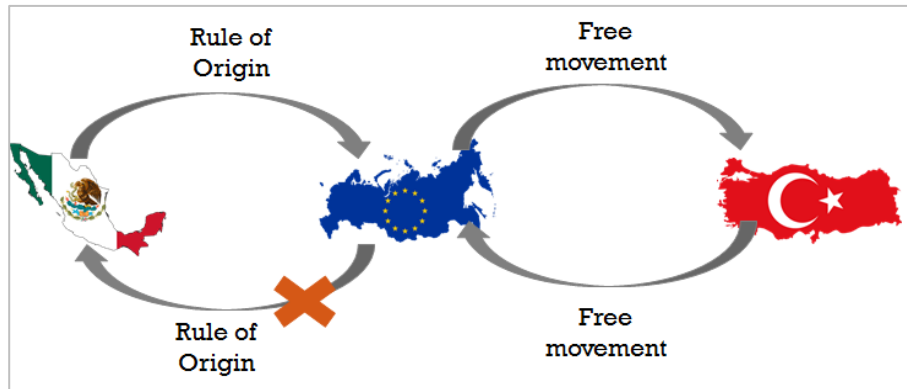 Rule of
Origin
Free
movement
Rule of
Origin
Free
movement